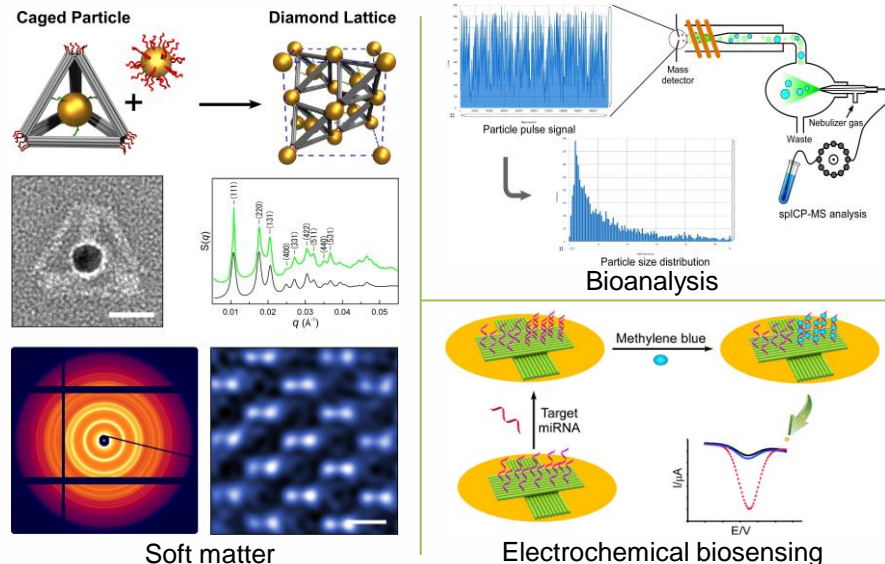 Caged Particle
Diamond Lattice
+
(111)
(220)
(131)
(400)
(331)
(422)
(511)
(440)
(531)
S(q)
0.01 0.02 0.03 0.04 0.05
q (Å⁻¹)
Soft matter
Mass
detector
Particle pulse signal
Nebulizer gas
Waste
spICP-MS analysis
Particle size distribution
Bioanalysis
Methylene blue
Target
miRNA
I/μA
E/V
Electrochemical biosensing